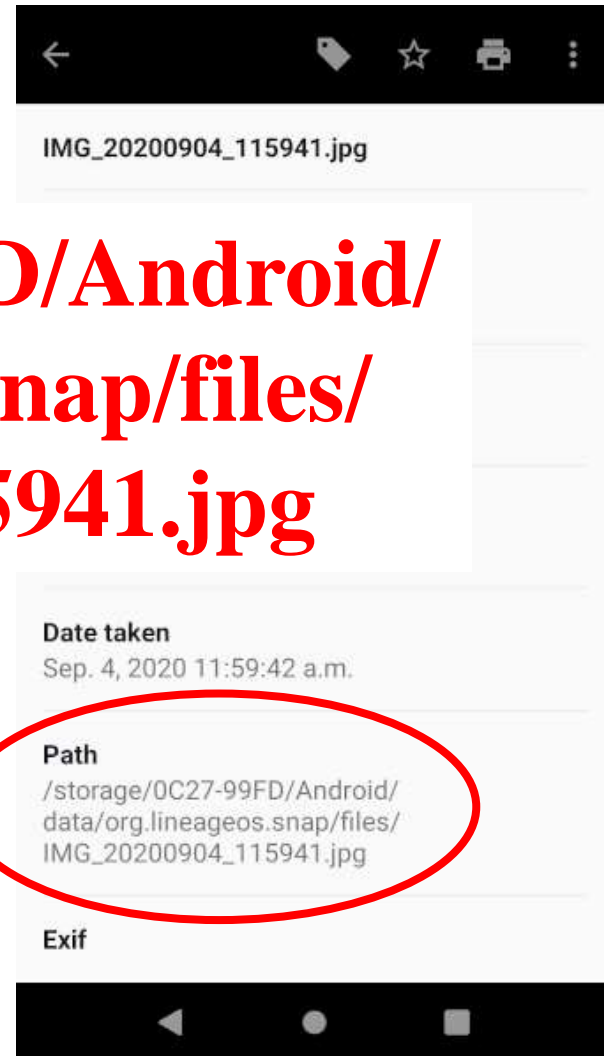 IMG_20200904_115941.jpg
D/Android/
nap/files/
5941.jpg
Date taken
Sep. 4, 2020 11:59:42 a.m.
Path
/storage/0C27-99FD/Android/
data/org.lineageos.snap/files/
IMG_20200904_115941.jpg
Exif